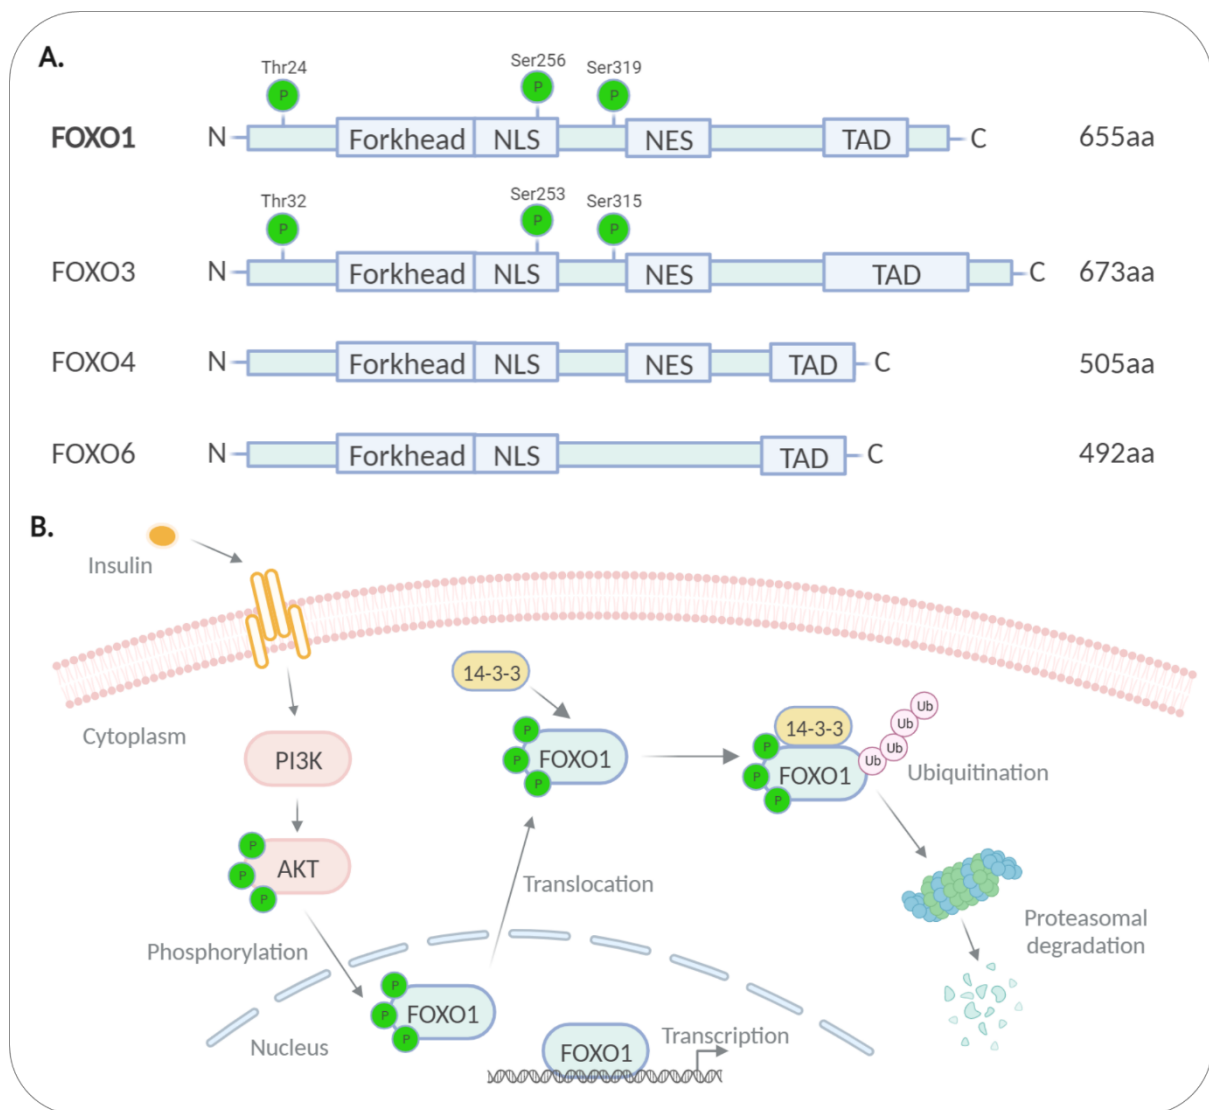 A.
Thr24
Ser256
Ser319
P
P
P
FOXO1
N
Forkhead
NLS
NES
TAD
C
655aa
Thr32
Ser253
Ser315
P
P
P
FOXO3
N
Forkhead
NLS
NES
TAD
C
673aa
FOXO4
N
Forkhead
NLS
NES
TAD
C
505aa
FOXO6
N
Forkhead
NLS
TAD
C
492aa
B.
Insulin
Cytoplasm
PI3K
P
P
P
AKT
Phosphorylation
Nucleus
P
P
P
FOXO1
Translocation
14-3-3
P
P
P
FOXO1
14-3-3
P
P
P
FOXO1
Ub
Ub
Ub
Ub
Ubiquitination
Proteasomal
degradation
FOXO1
Transcription